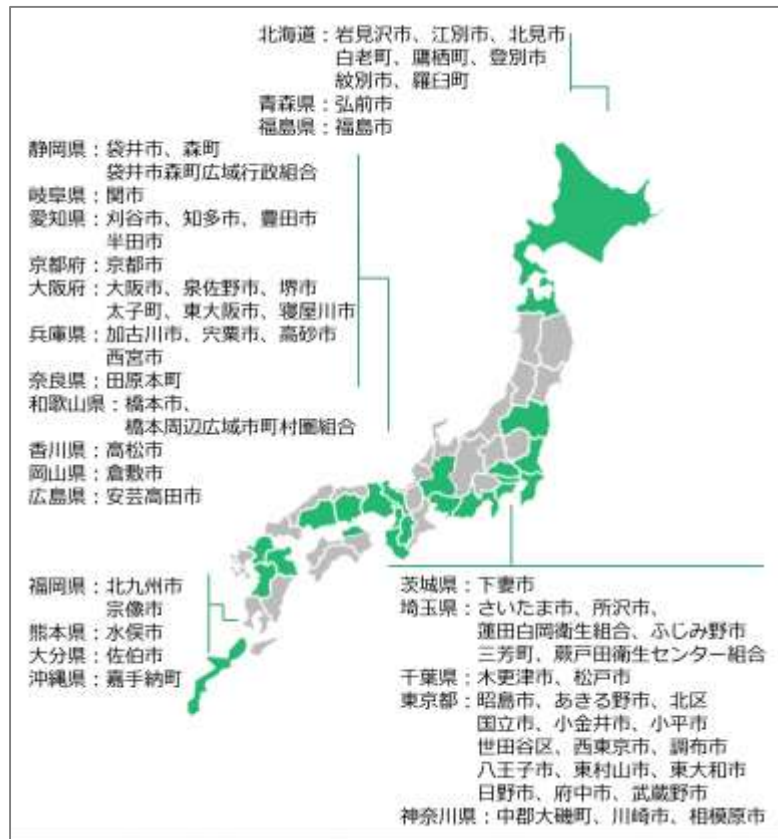 北海道：岩見沢市、江別市、北見市
白老町、鷹栖町、登別市
紋別市、羅臼町
青森県：弘前市
福島県：福島市
静岡県：袋井市、森町
袋井市森町広域行政組合
岐阜県：関市
愛知県：刈谷市、知多市、豊田市
半田市
京都府：京都市
大阪府：大阪市、泉佐野市、堺市
太子町、東大阪市、寝屋川市
兵庫県：加古川市、宍粟市、高砂市
西宮市
奈良県：田原本町
和歌山県：橋本市、
橋本周辺広域市町村圏組合
香川県：高松市
岡山県：倉敷市
広島県：安芸高田市
福岡県：北九州市
宗像市
熊本県：水俣市
大分県：佐伯市
沖縄県：嘉手納町
茨城県：下妻市
埼玉県：さいたま市、所沢市、
蓮田白岡衛生組合、ふじみ野市
三芳町、蕨戸田衛生センター組合
千葉県：木更津市、松戸市
東京都：昭島市、あきる野市、北区
国立市、小金井市、小平市
世田谷区、西東京市、調布市
八王子市、東村山市、東大和市
日野市、府中市、武蔵野市
神奈川県：中郡大磯町、川崎市、相模原市